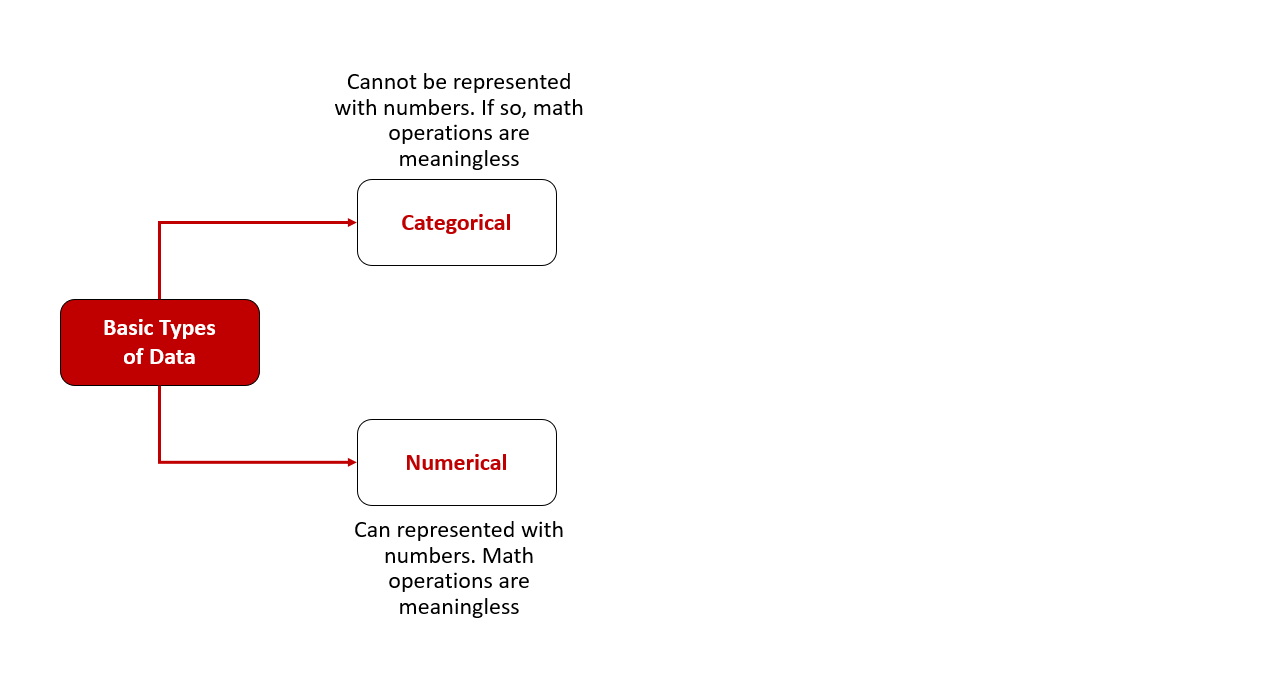 Cannot be represented
with numbers. If so, math
operations are
meaningless
Categorical
Basic Types
of Data
Numerical
Can represented with
numbers. Math
operations are
meaningless